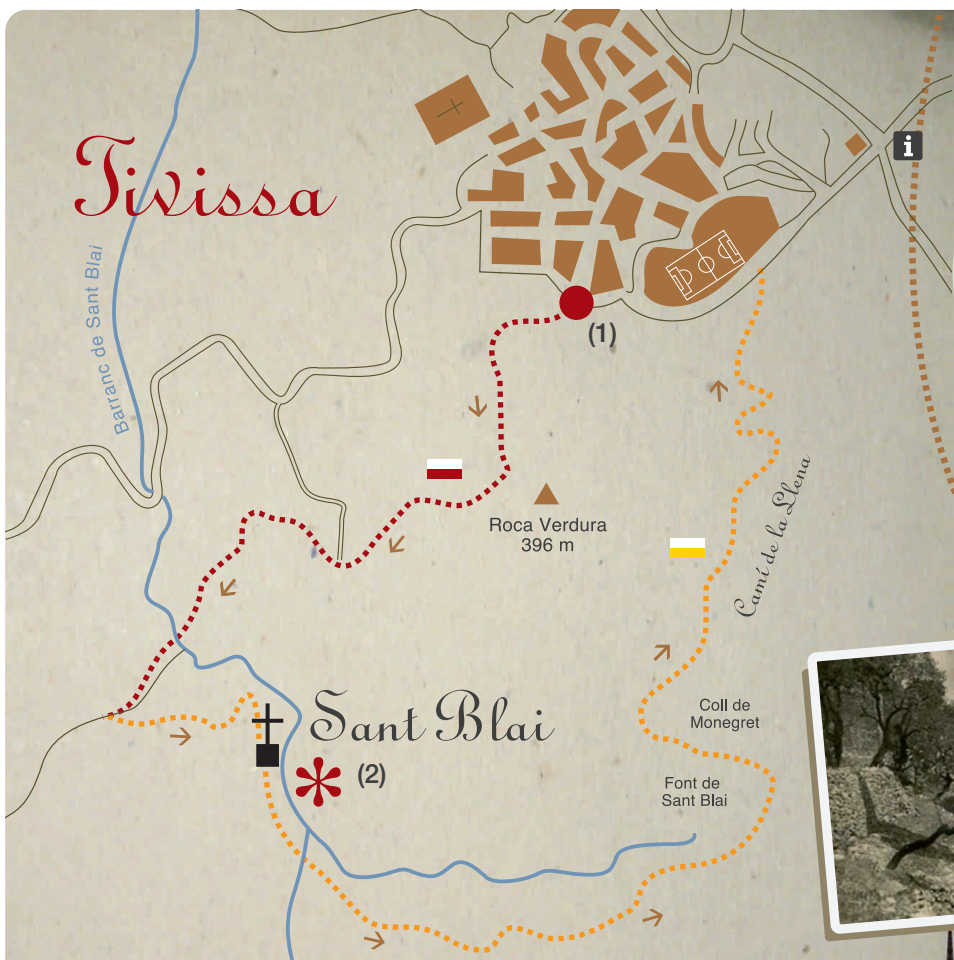 i
Tivissa
Barranc de Sant Blai
(1)
Roca Verdura
396 m
Camí de la Llena
Sant Blai
(2)
Coll de
Monegret
Font de
Sant Blai